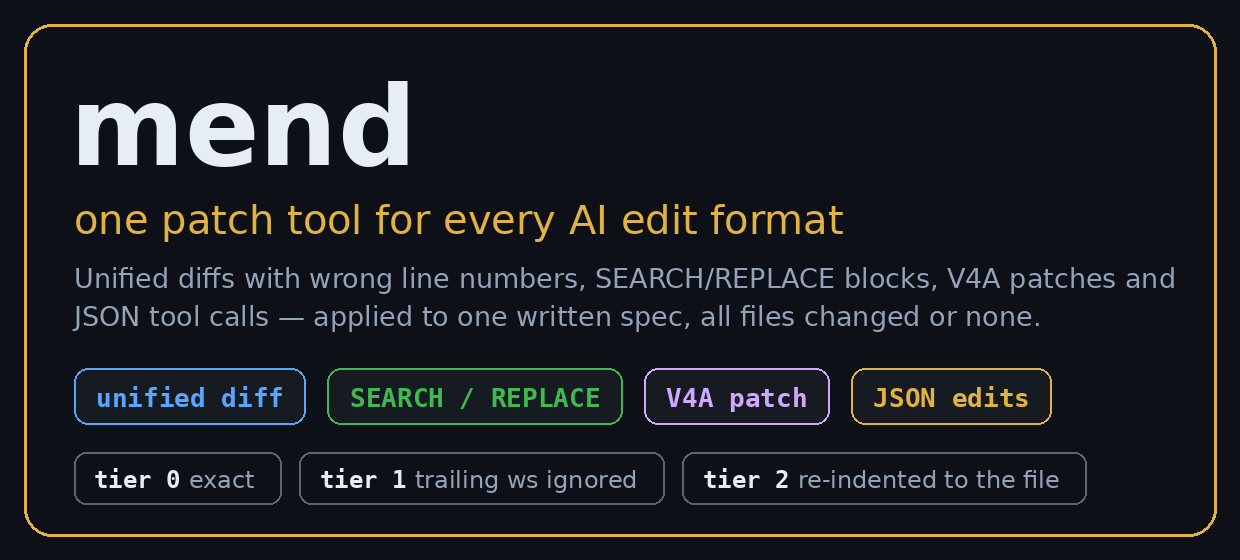 mend
one patch tool for every AI edit format
Unified diffs with wrong line numbers, SEARCH/REPLACE blocks, V4A patches and
JSON tool calls — applied to one written spec, all files changed or none.
unified diff SEARCH / REPLACE V4A patch JSON edits
tier 0 exact tier 1 trailing ws ignored tier 2 re-indented to the file